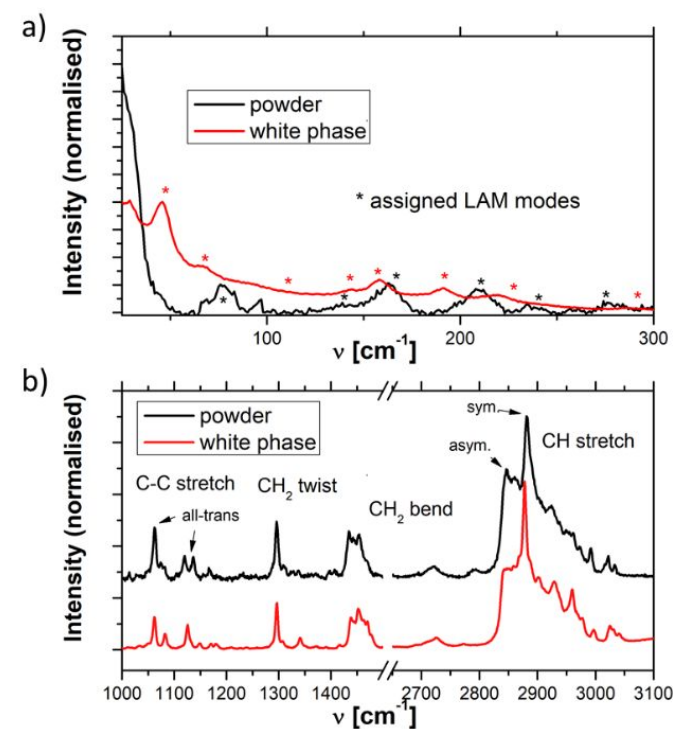 a)
Intensity (normalised)
powder
white phase
* assigned LAM modes
100 200 300
ν [cm⁻¹]
b)
Intensity (normalised)
powder
white phase
C-C stretch
all-trans
CH₂ twist
CH₂ bend
sym.
asym.
CH stretch
1000 1100 1200 1300 1400 2700 2800 2900 3000 3100
ν [cm⁻¹]